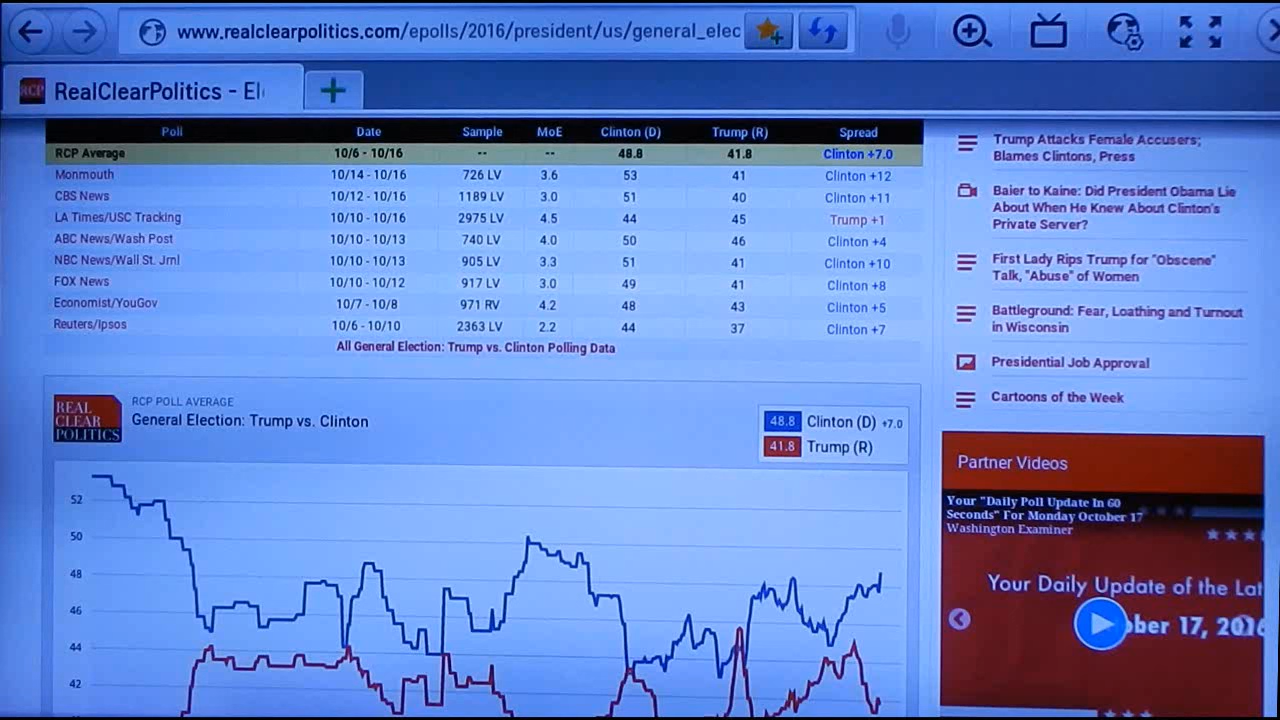 www.realclearpolitics.com/epolls/2016/president/us/general_elec
RCP RealClearPolitics - El
Poll Date Sample MoE Clinton (D) Trump (R) Spread
RCP Average 10/6 - 10/16 -- -- 48.8 41.8 Clinton +7.0
Monmouth 10/14 - 10/16 726 LV 3.6 53 41 Clinton +12
CBS News 10/12 - 10/16 1189 LV 3.0 51 40 Clinton +11
LA Times/USC Tracking 10/10 - 10/16 2975 LV 4.5 44 45 Trump +1
ABC News/Wash Post 10/10 - 10/13 740 LV 4.0 50 46 Clinton +4
NBC News/Wall St. Jrnl 10/10 - 10/13 905 LV 3.3 51 41 Clinton +10
FOX News 10/10 - 10/12 917 LV 3.0 49 41 Clinton +8
Economist/YouGov 10/7 - 10/8 971 RV 4.2 48 43 Clinton +5
Reuters/Ipsos 10/6 - 10/10 2363 LV 2.2 44 37 Clinton +7
All General Election: Trump vs. Clinton Polling Data
REAL
CLEAR
POLITICS
RCP POLL AVERAGE
General Election: Trump vs. Clinton
48.8 Clinton (D) +7.0
41.8 Trump (R)
52
50
48
46
44
42
Trump Attacks Female Accusers;
Blames Clintons, Press
Baier to Kaine: Did President Obama Lie
About When He Knew About Clinton's
Private Server?
First Lady Rips Trump for "Obscene"
Talk, "Abuse" of Women
Battleground: Fear, Loathing and Turnout
in Wisconsin
Presidential Job Approval
Cartoons of the Week
Partner Videos
Your "Daily Poll Update In 60
Seconds" For Monday October 17
Washington Examiner
Your Daily Update of the Lat
ober 17, 2016